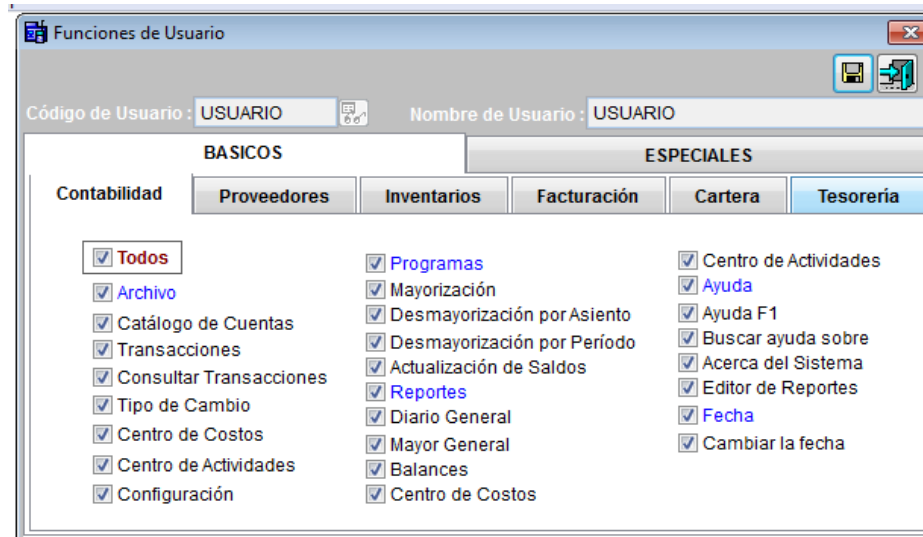 Funciones de Usuario
Código de Usuario : USUARIO Nombre de Usuario : USUARIO
BASICOS ESPECIALES
Contabilidad Proveedores Inventarios Facturación Cartera Tesorería
Todos
Archivo
Catálogo de Cuentas
Transacciones
Consultar Transacciones
Tipo de Cambio
Centro de Costos
Centro de Actividades
Configuración
Programas
Mayorización
Desmayorización por Asiento
Desmayorización por Período
Actualización de Saldos
Reportes
Diario General
Mayor General
Balances
Centro de Costos
Centro de Actividades
Ayuda
Ayuda F1
Buscar ayuda sobre
Acerca del Sistema
Editor de Reportes
Fecha
Cambiar la fecha